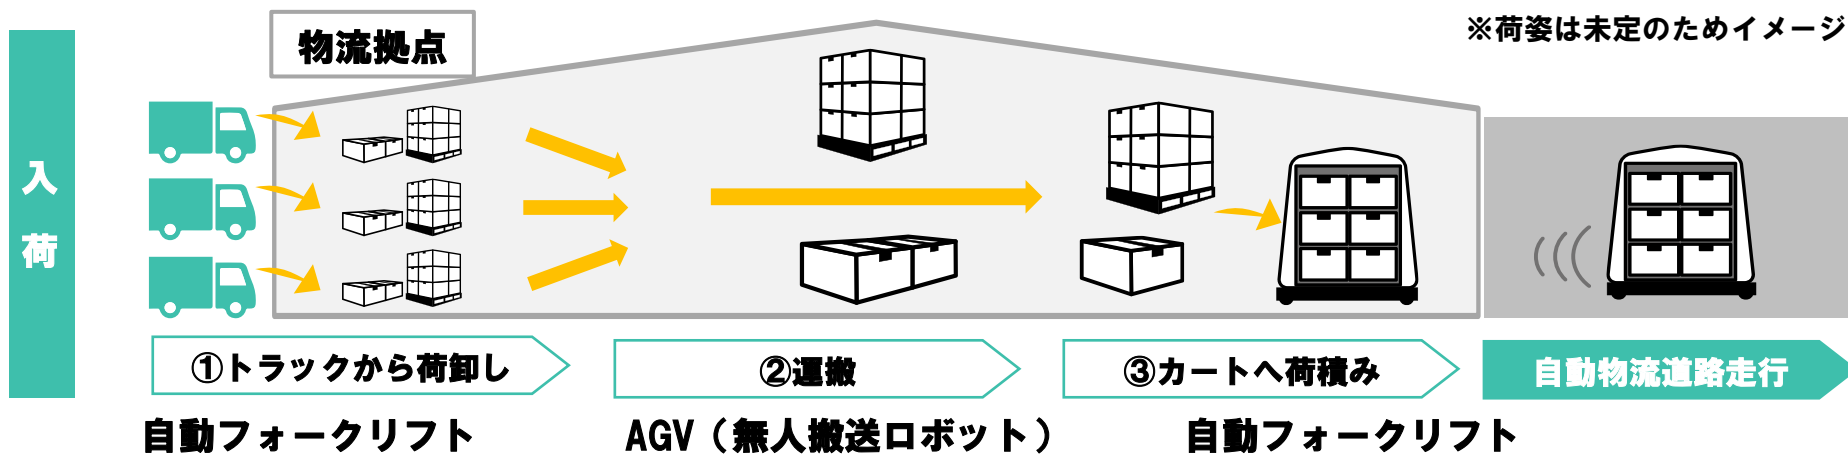 物流拠点
※荷姿は未定のためイメージ
入荷
①トラックから荷卸し
②運搬
③カートへ荷積み
自動物流道路走行
自動フォークリフト
AGV（無人搬送ロボット）
自動フォークリフト